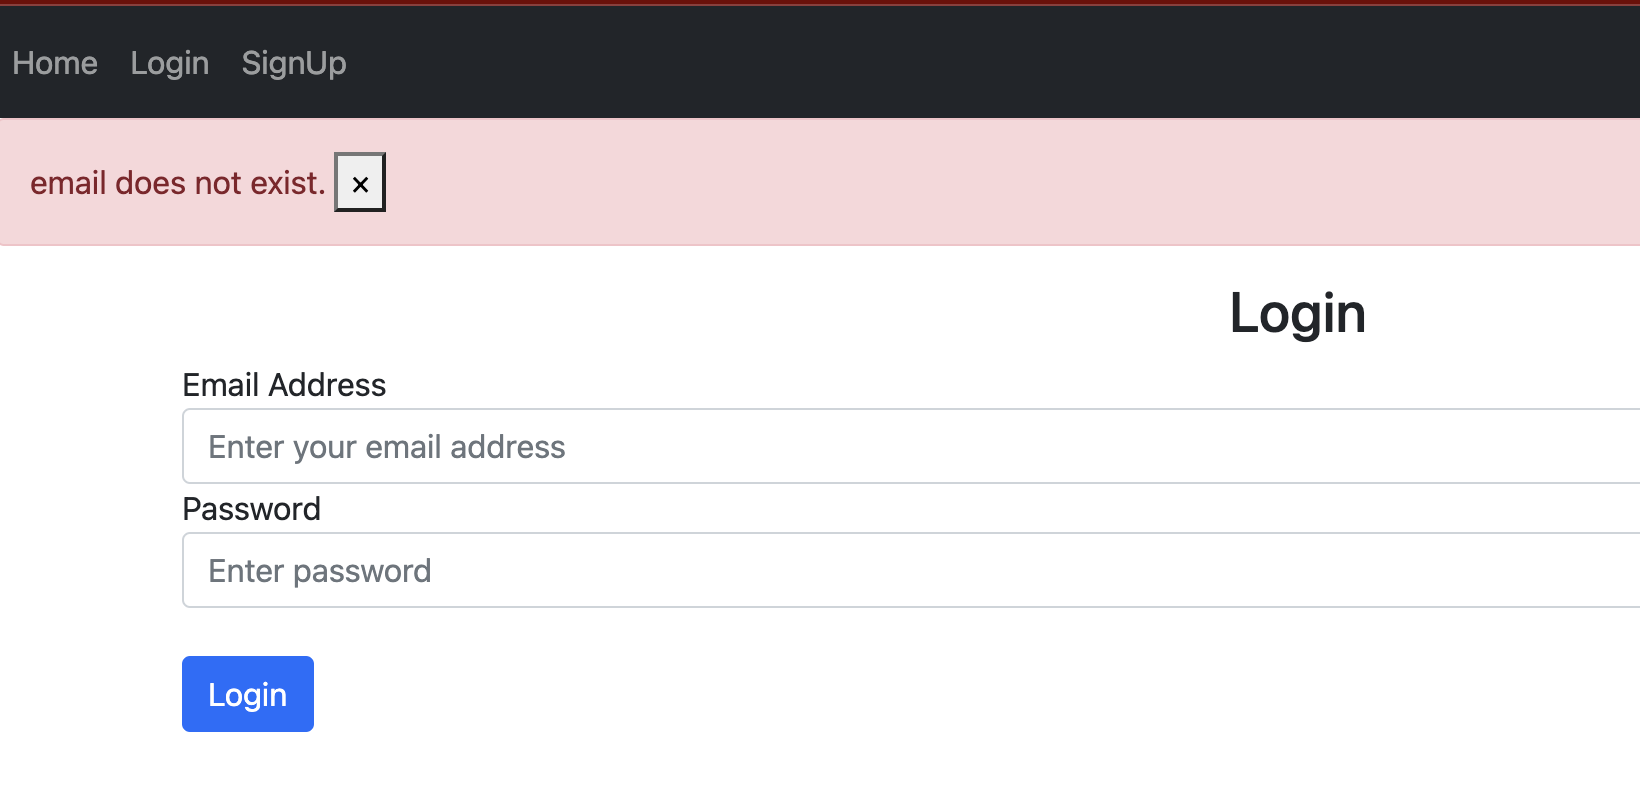 Home Login SignUp
email does not exist. ×
Login
Email Address
Enter your email address
Password
Enter password
Login